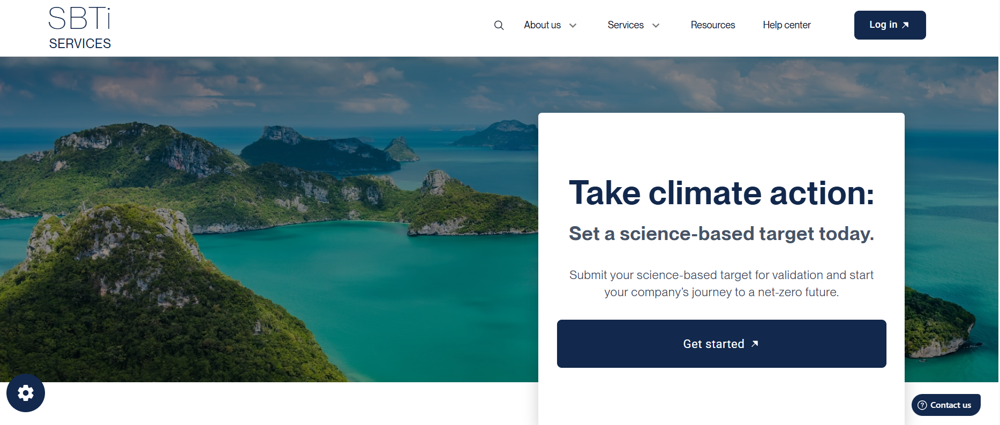 SBTi
SERVICES
About us
Services
Resources
Help center
Log in
Take climate action:
Set a science-based target today.
Submit your science-based target for validation and start
your company’s journey to a net-zero future.
Get started
Contact us